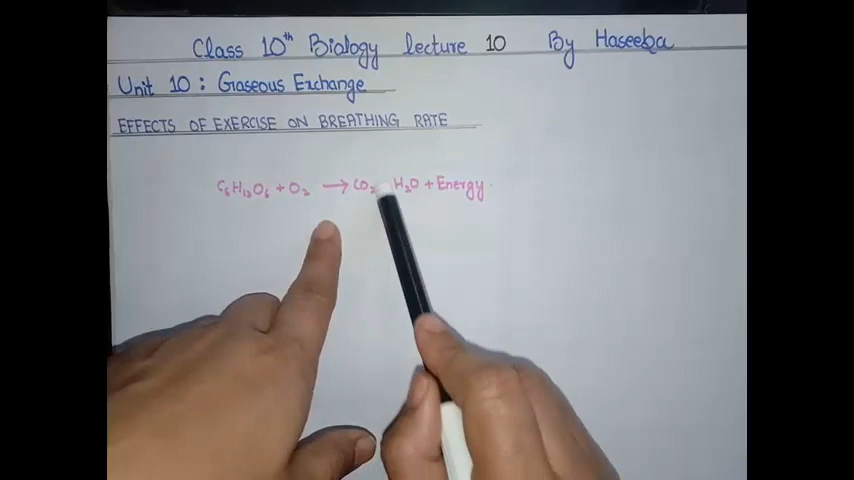 Class 10th Biology lecture 10 By Haseeba
Unit 10 : Gaseous Exchange
EFFECTS OF EXERCISE ON BREATHING RATE
C₆H₁₂O₆ + O₂ → CO₂ H₂O + Energy